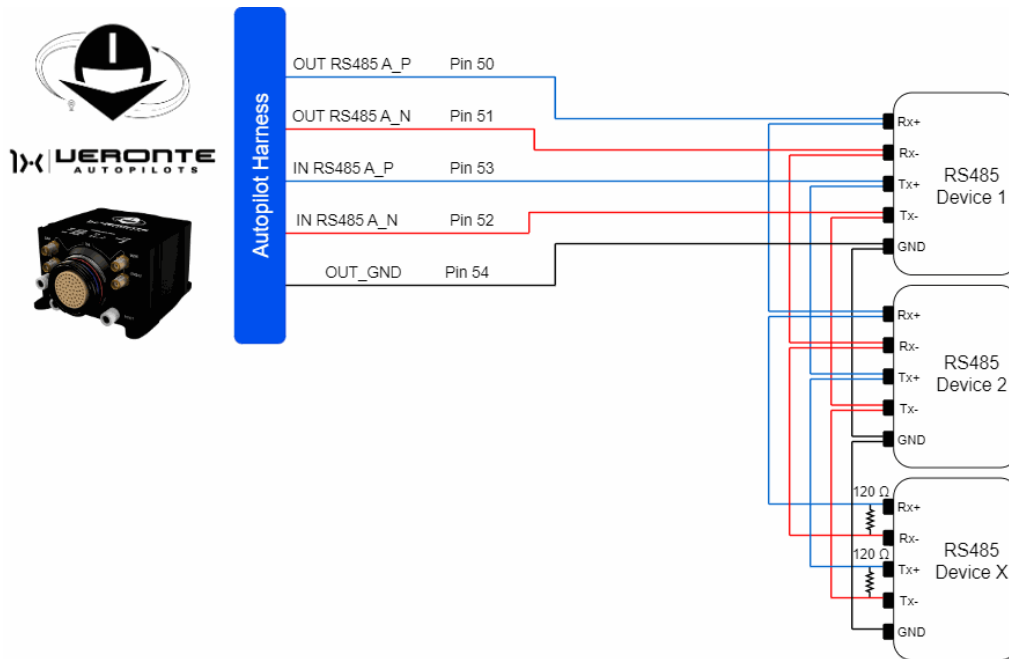 VERONTE
AUTOPILOTS
Autopilot Harness
OUT RS485 A_P Pin 50
OUT RS485 A_N Pin 51
IN RS485 A_P Pin 53
IN RS485 A_N Pin 52
OUT_GND Pin 54
Rx+
Rx-
Tx+
Tx-
GND
RS485
Device 1
Rx+
Rx-
Tx+
Tx-
GND
RS485
Device 2
120 Ω
Rx+
Rx-
120 Ω
Tx+
Tx-
GND
RS485
Device X